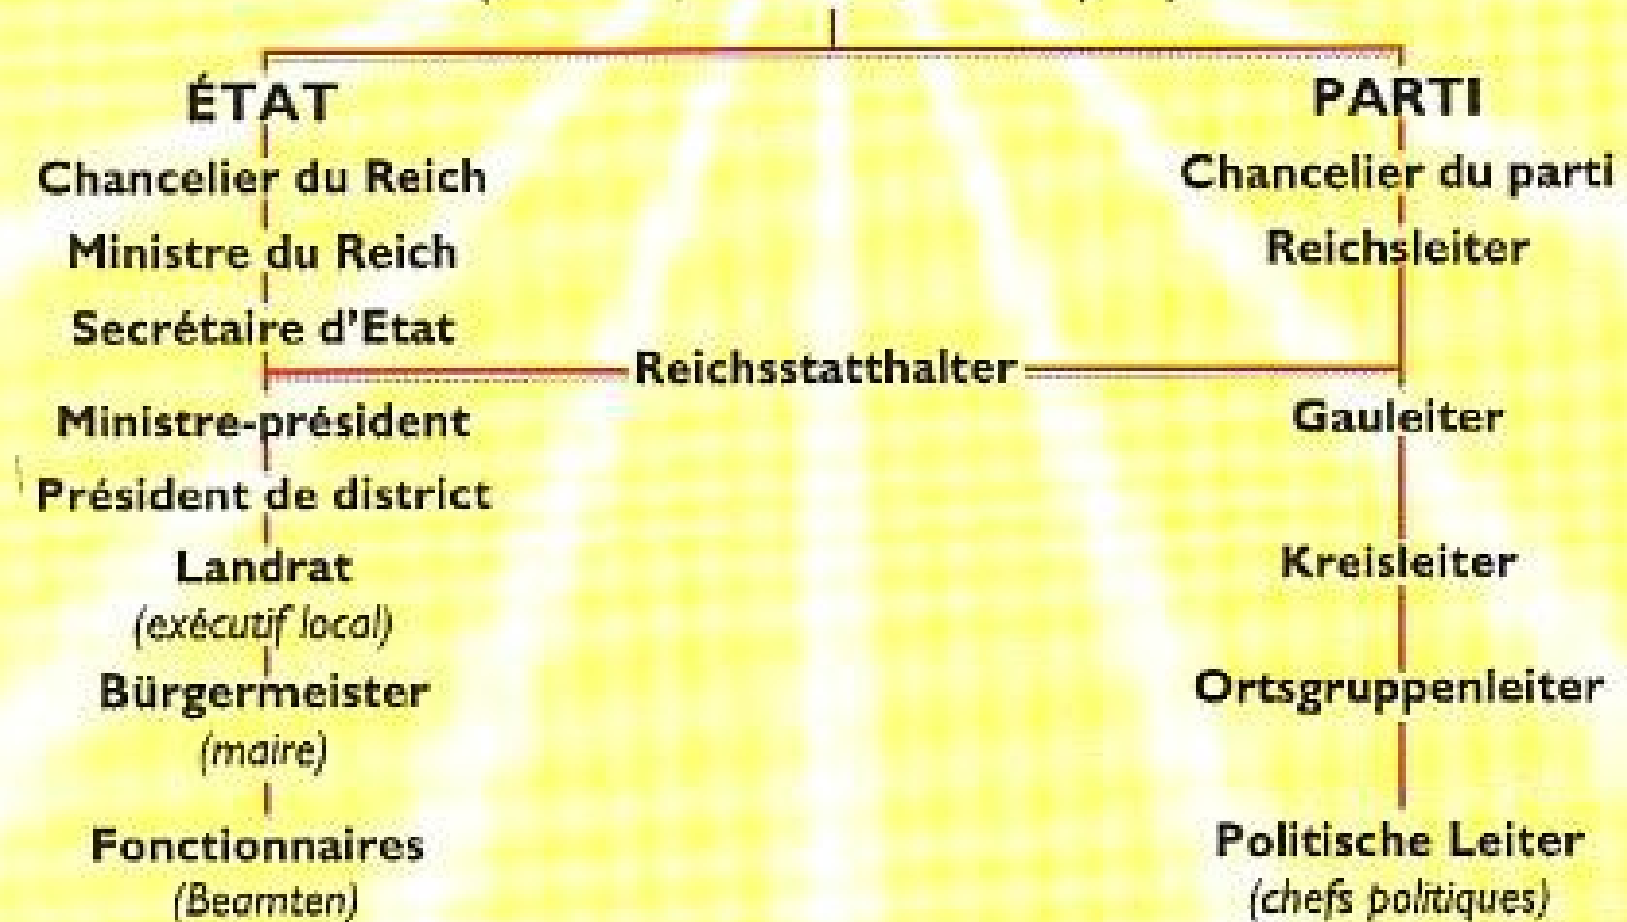 ÉTAT
Chancelier du Reich
Ministre du Reich
Secrétaire d'Etat
Reichsstatthalter
Ministre-président
Président de district
Landrat
(exécutif local)
Bürgermeister
(maire)
Fonctionnaires
(Beamten)
PARTI
Chancelier du parti
Reichsleiter
Gauleiter
Kreisleiter
Ortsgruppenleiter
Politische Leiter
(chefs politiques)